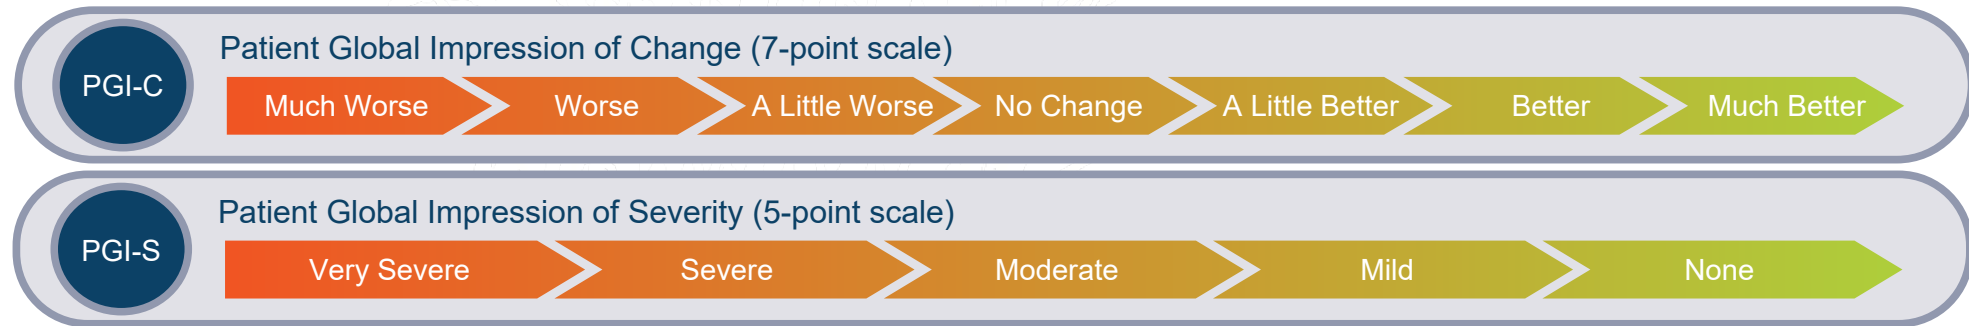 PGI-C
Patient Global Impression of Change (7-point scale)
Much Worse Worse A Little Worse No Change A Little Better Better Much Better
PGI-S
Patient Global Impression of Severity (5-point scale)
Very Severe Severe Moderate Mild None